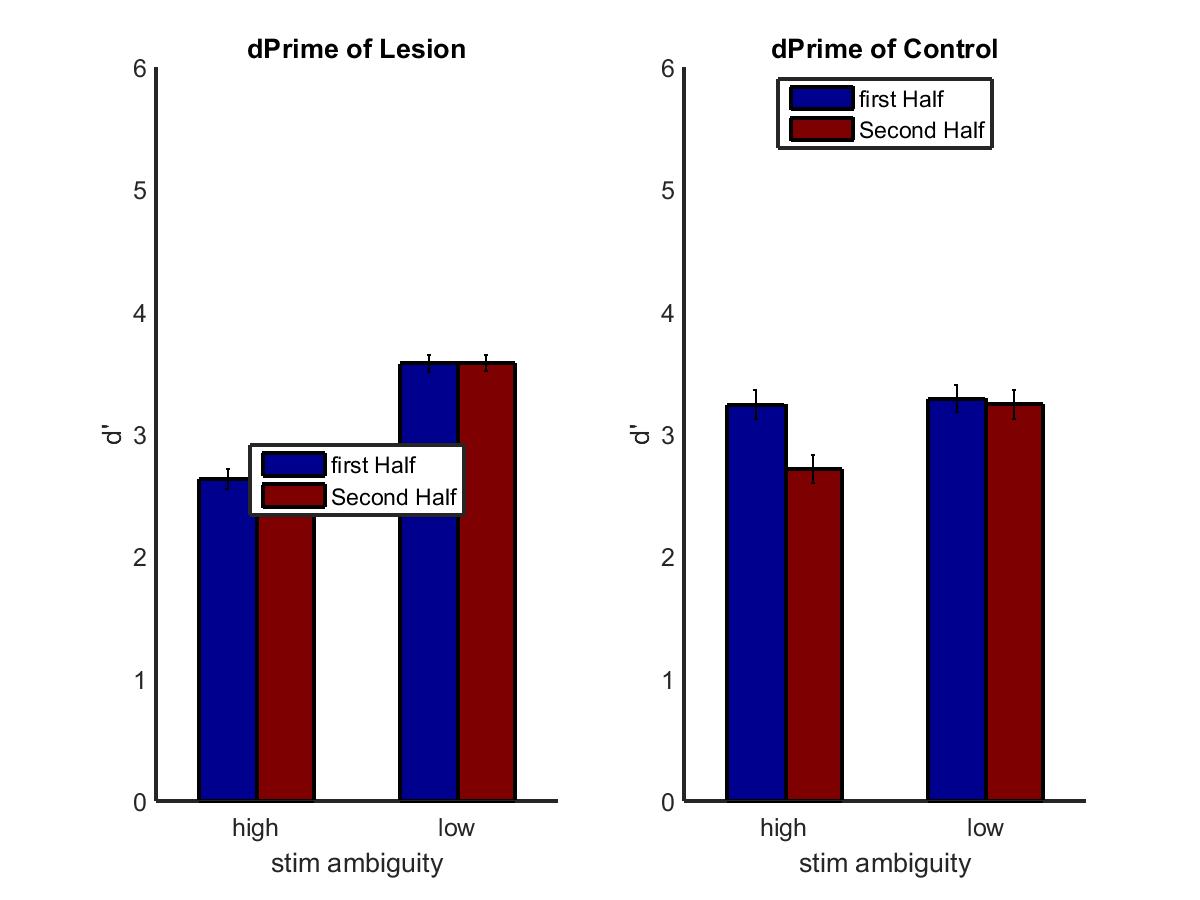 dPrime of Lesion
6
5
4
3
2
1
0
d'
first Half
Second Half
high low
stim ambiguity
dPrime of Control
6
5
4
3
2
1
0
d'
first Half
Second Half
high low
stim ambiguity